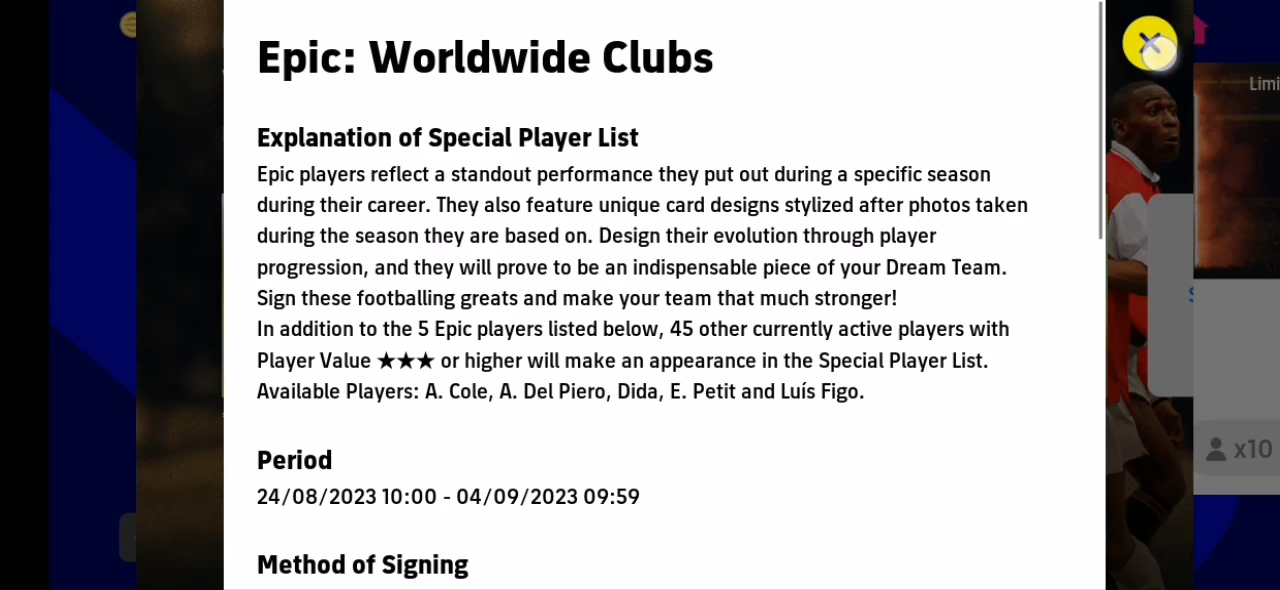 Epic: Worldwide Clubs
Explanation of Special Player List
Epic players reflect a standout performance they put out during a specific season
during their career. They also feature unique card designs stylized after photos taken
during the season they are based on. Design their evolution through player
progression, and they will prove to be an indispensable piece of your Dream Team.
Sign these footballing greats and make your team that much stronger!
In addition to the 5 Epic players listed below, 45 other currently active players with
Player Value ★★★ or higher will make an appearance in the Special Player List.
Available Players: A. Cole, A. Del Piero, Dida, E. Petit and Luís Figo.
Period
24/08/2023 10:00 - 04/09/2023 09:59
Method of Signing
Limi
x10